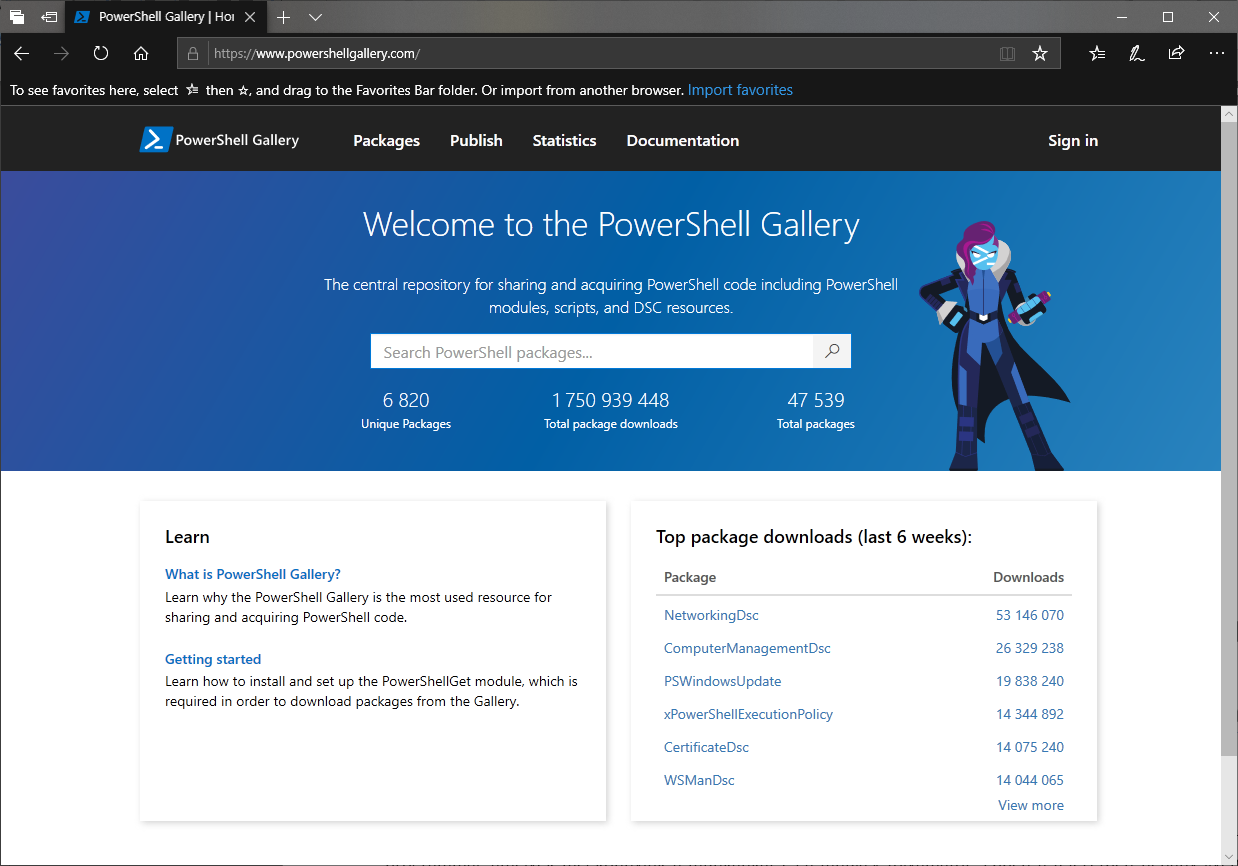 PowerShell Gallery | Hor
https://www.powershellgallery.com/
To see favorites here, select then ☆, and drag to the Favorites Bar folder. Or import from another browser. Import favorites
PowerShell Gallery Packages Publish Statistics Documentation Sign in
Welcome to the PowerShell Gallery
The central repository for sharing and acquiring PowerShell code including PowerShell
modules, scripts, and DSC resources.
Search PowerShell packages...
6 820 1 750 939 448 47 539
Unique Packages Total package downloads Total packages
Learn
What is PowerShell Gallery?
Learn why the PowerShell Gallery is the most used resource for
sharing and acquiring PowerShell code.
Getting started
Learn how to install and set up the PowerShellGet module, which is
required in order to download packages from the Gallery.
Top package downloads (last 6 weeks):
Package Downloads
NetworkingDsc 53 146 070
ComputerManagementDsc 26 329 238
PSWindowsUpdate 19 838 240
xPowerShellExecutionPolicy 14 344 892
CertificateDsc 14 075 240
WSManDsc 14 044 065
View more